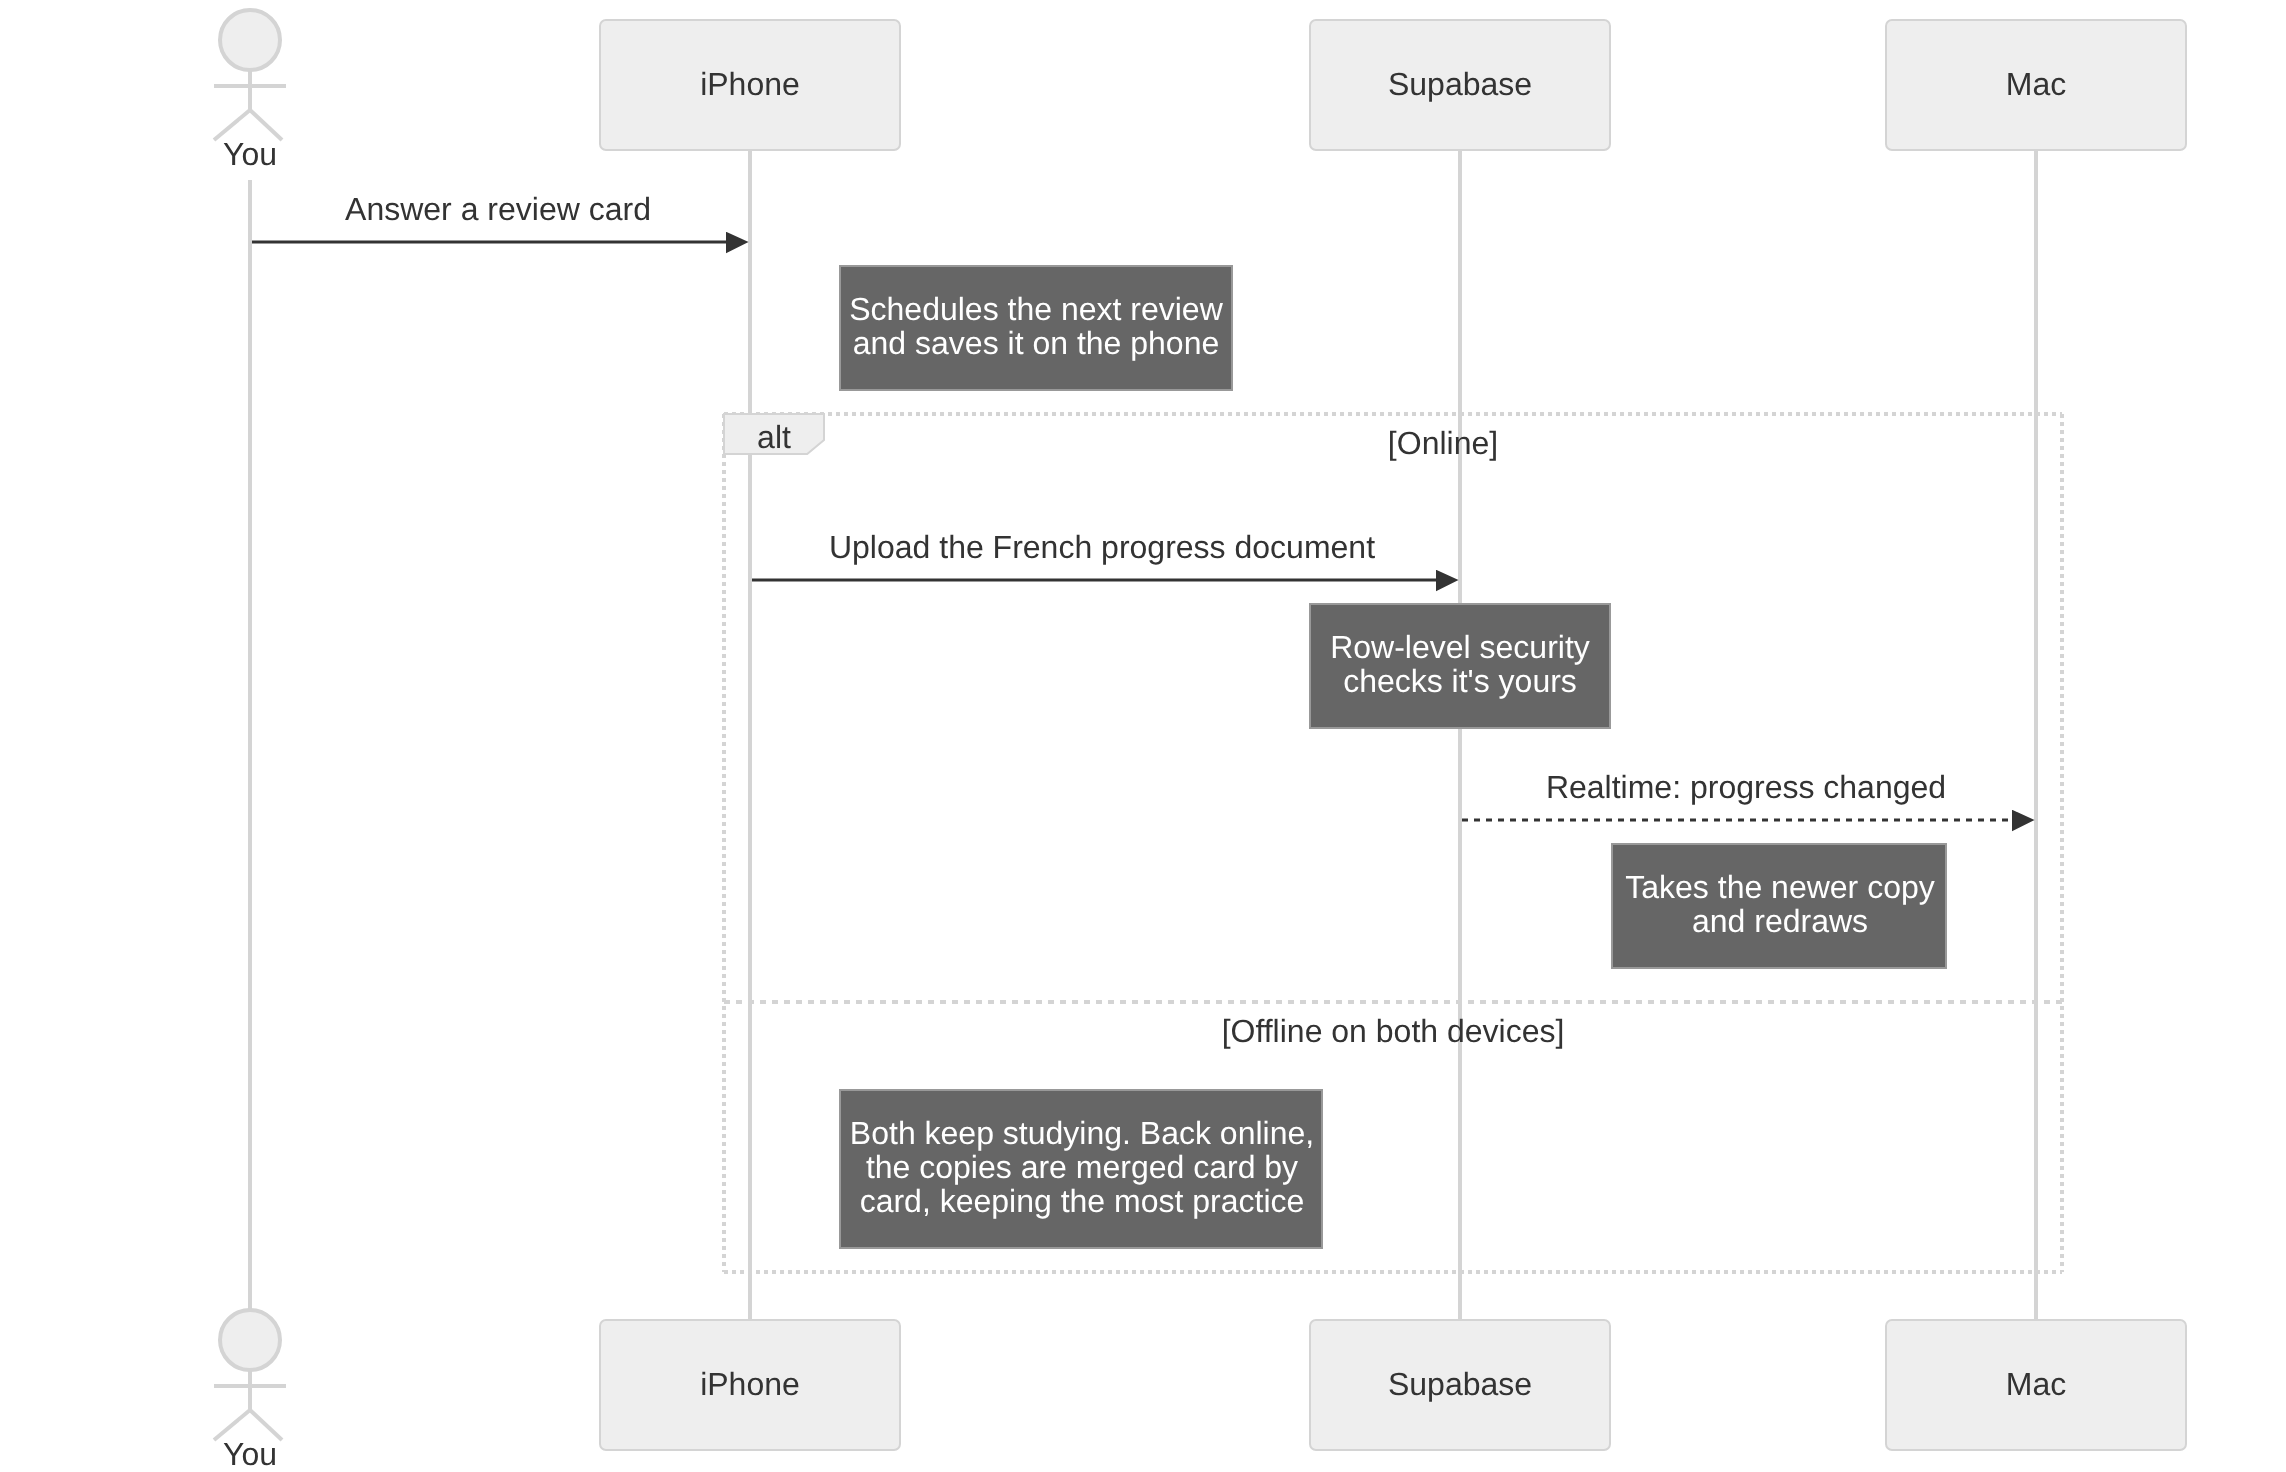 You
iPhone
Supabase
Mac
Answer a review card
Schedules the next review
and saves it on the phone
alt
[Online]
Upload the French progress document
Row-level security
checks it's yours
Realtime: progress changed
Takes the newer copy
and redraws
[Offline on both devices]
Both keep studying. Back online,
the copies are merged card by
card, keeping the most practice
You
iPhone
Supabase
Mac